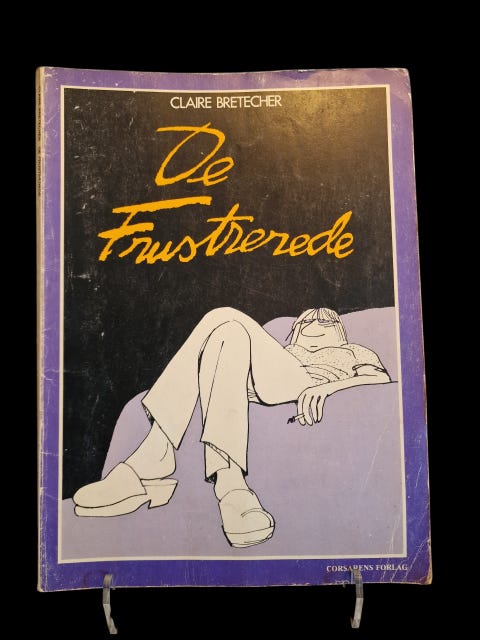 CLAIRE BRETECHER
De
Frustrerede
CORSARENS FORLAG